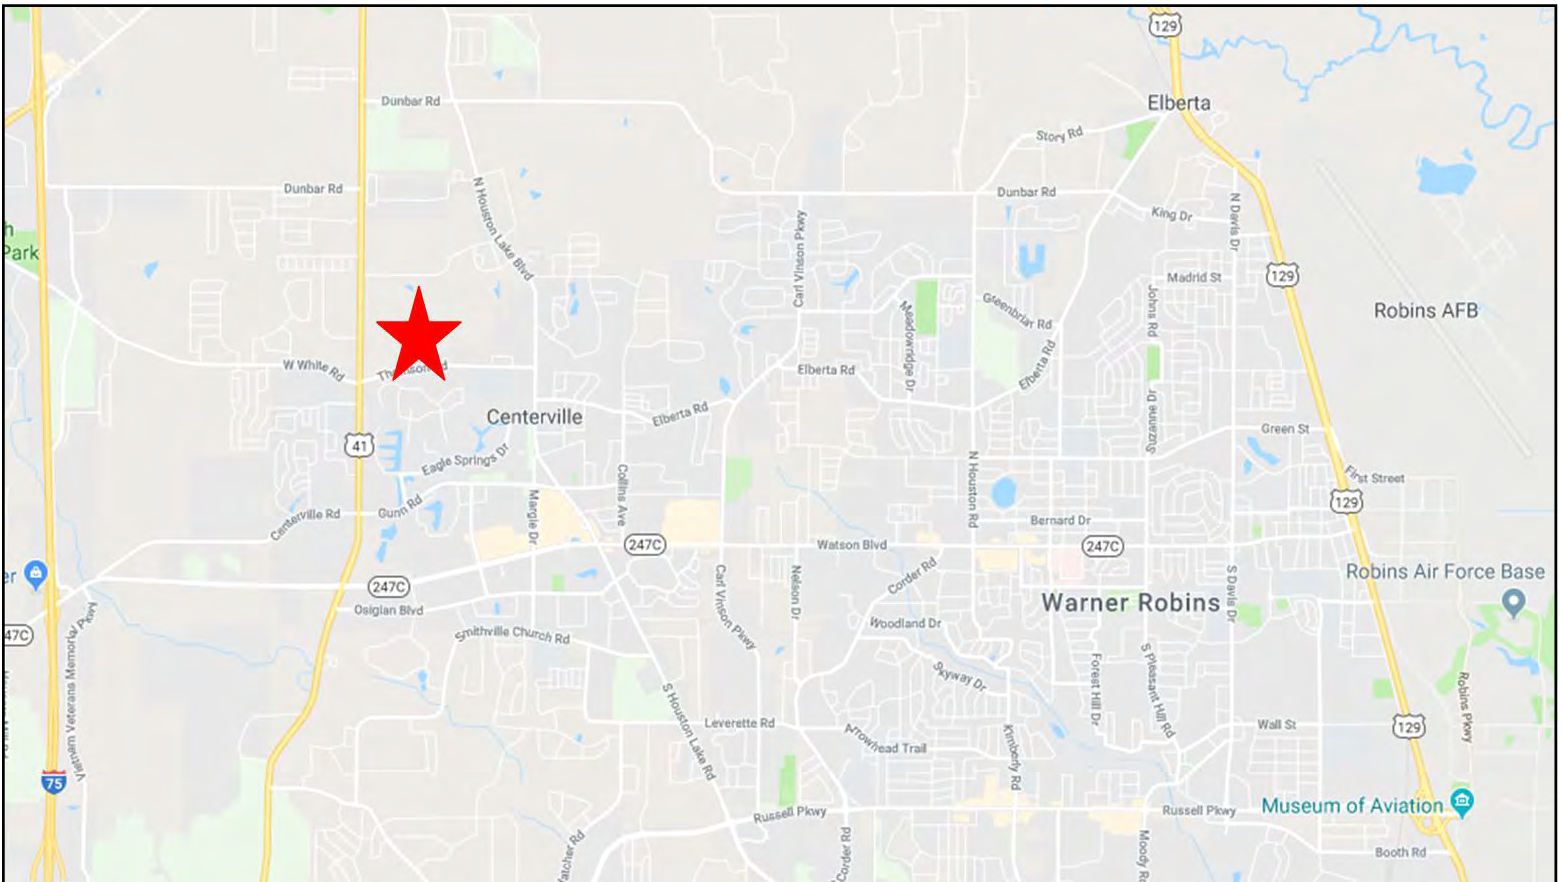 129
Elberta
Dunbar Rd
Story Rd
Dunbar Rd
Dunbar Rd
King Dr
N Davis Dr
N Houston Lake Blvd
Carl Vinson Pkwy
Park
129
Madrid St
Johns Rd
Greenbriar Rd
Meadowridge Dr
Robins AFB
W White Rd
Elberta Rd
Elberta Rd
Suzanne Dr
Centerville
Elberta Rd
Green St
41
Eagle Springs Dr
Collins Ave
N Houston Rd
First Street
Margie Dr
129
Centerville Rd
Gunn Rd
Bernard Dr
247C
Watson Blvd
247C
Corder Rd
Robins Air Force Base
247C
Osigian Blvd
Carl Vinson Pkwy
Nelson Dr
S Davis Dr
Warner Robins
47C
Smithville Church Rd
Woodland Dr
Vietnam Veterans Memorial Pkwy
Skyway Dr
Forest Hill Dr
S Pleasant Hill Rd
Robins Pkwy
S Houston Lake Rd
Leverette Rd
Arrowhead Trail
Kimberly Rd
Wall St
129
75
Museum of Aviation
Russell Pkwy
Russell Pkwy
Corder Rd
Booth Rd